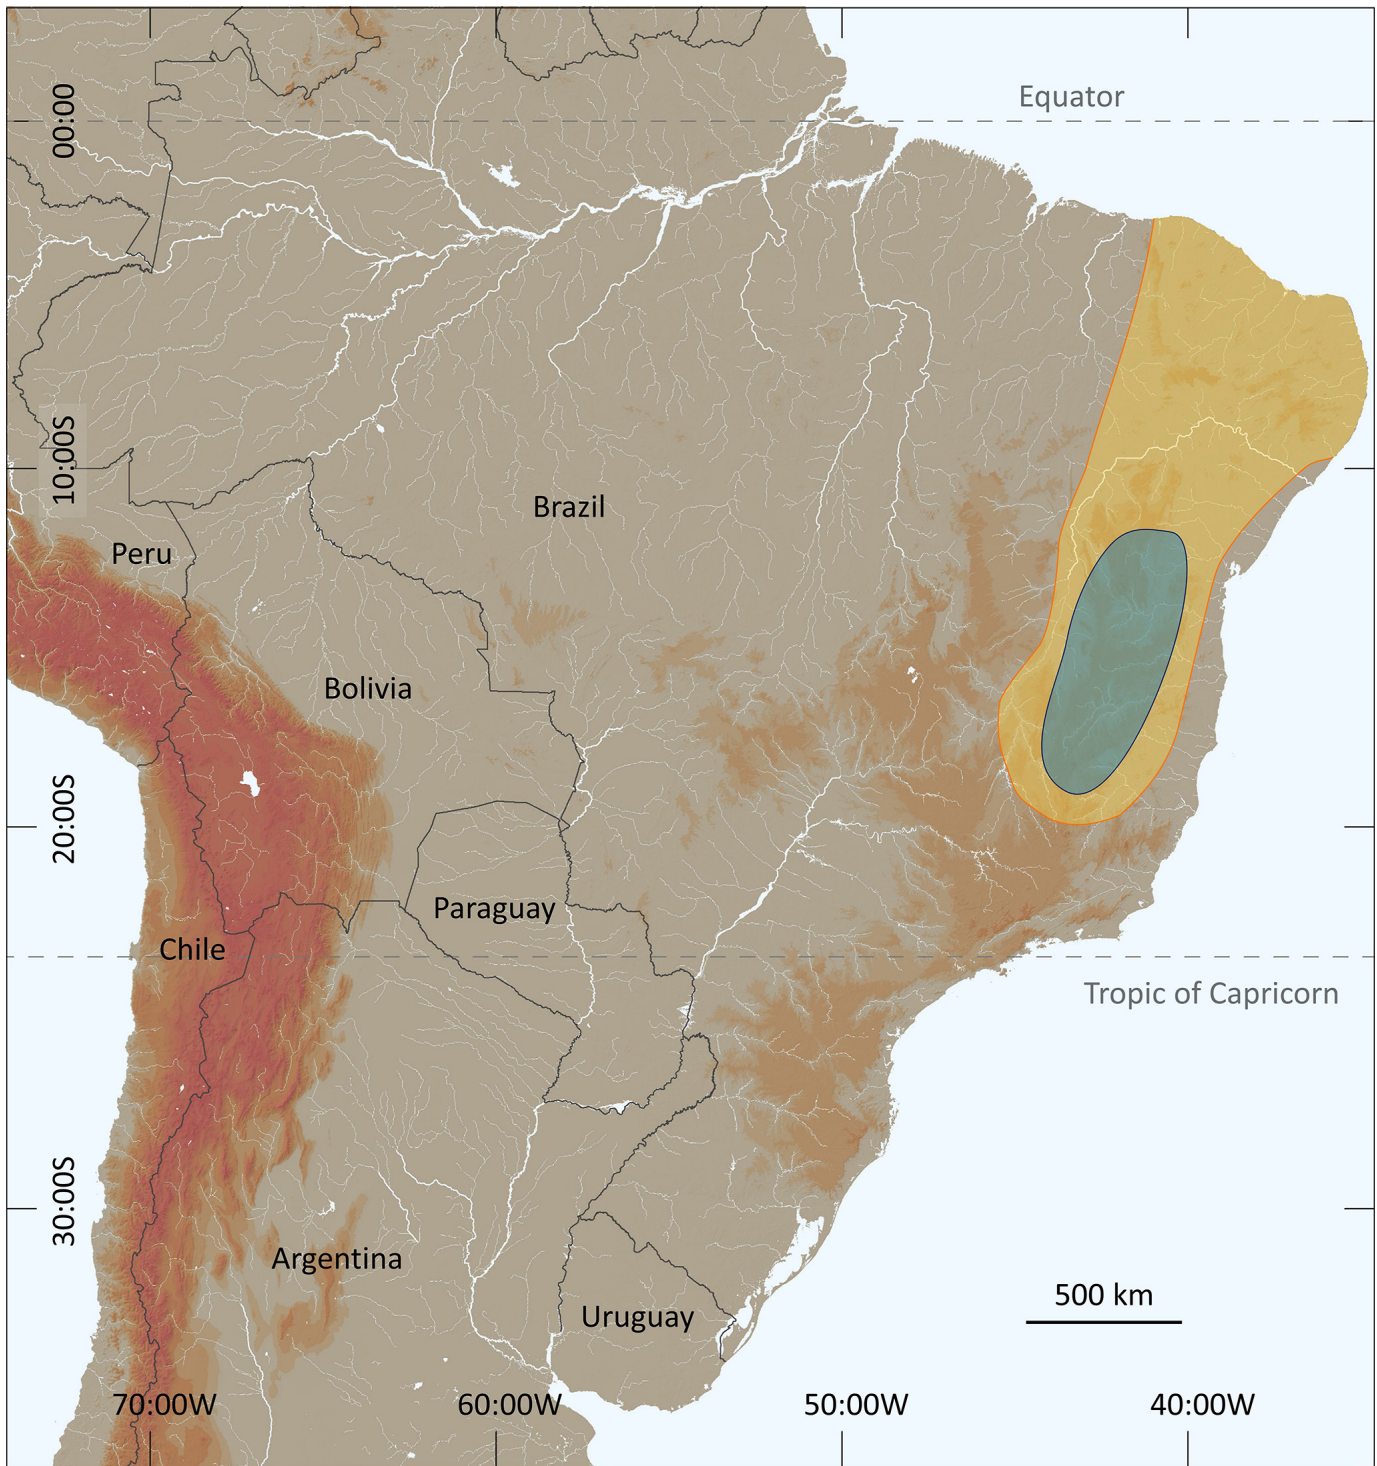 Equator
00:00
10:00S
Brazil
Peru
Bolivia
20:00S
Paraguay
Chile
Tropic of Capricorn
30:00S
Argentina
500 km
Uruguay
70:00W
60:00W
50:00W
40:00W